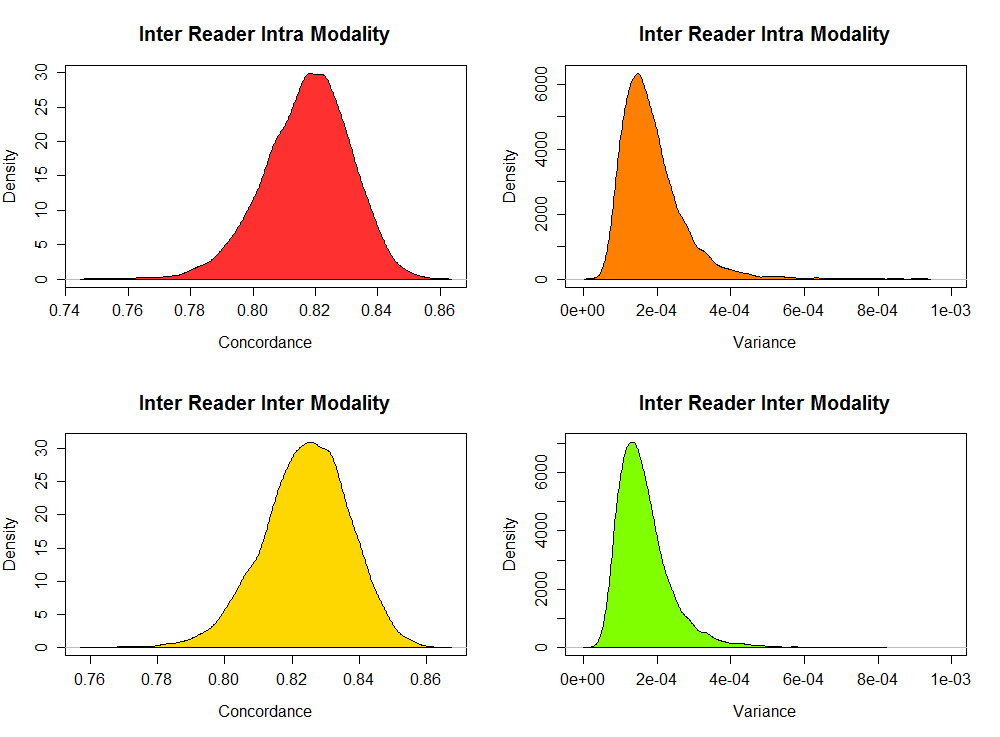 Inter Reader Intra Modality
Density
0 5 10 15 20 25 30
0.74 0.76 0.78 0.80 0.82 0.84 0.86
Concordance
Inter Reader Intra Modality
Density
0 2000 4000 6000
0e+00 2e-04 4e-04 6e-04 8e-04 1e-03
Variance
Inter Reader Inter Modality
Density
0 5 10 15 20 25 30
0.76 0.78 0.80 0.82 0.84 0.86
Concordance
Inter Reader Inter Modality
Density
0 2000 4000 6000
0e+00 2e-04 4e-04 6e-04 8e-04 1e-03
Variance